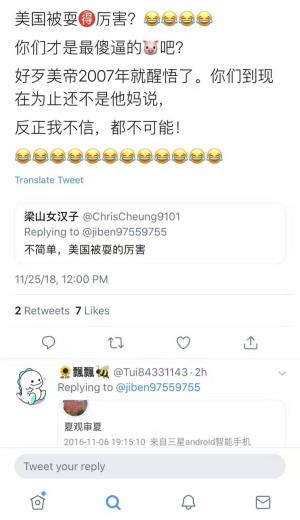 美国被耍🉐厉害？😂😂😂😂
你们才是最傻逼的🐷吧？
好歹美帝2007年就醒悟了。你们到现
在为止还不是他妈说，
反正我不信，都不可能！
😂😂😂😂😂😂😂😂😂😂😂😂
Translate Tweet
梁山女汉子 @ChrisCheung9101
Replying to @jiben97559755
不简单，美国被耍的厉害
11/25/18, 12:00 PM
2 Retweets 7 Likes
🌻飄飄🐝 @Tui84331143 · 2h
Replying to @jiben97559755
夏观审夏
2016-11-06 19:15:10 来自三星android智能手机
Tweet your reply